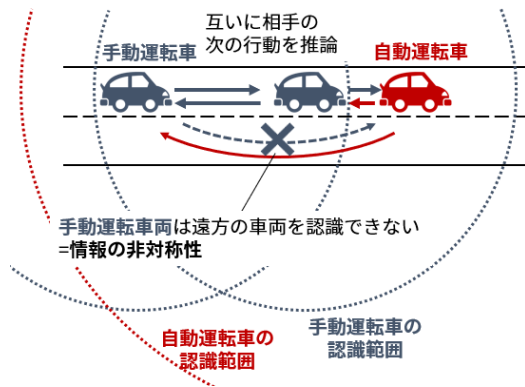 互いに相手の
次の行動を推論
手動運転車
自動運転車
手動運転車両は遠方の車両を認識できない
=情報の非対称性
手動運転車の
認識範囲
自動運転車の
認識範囲